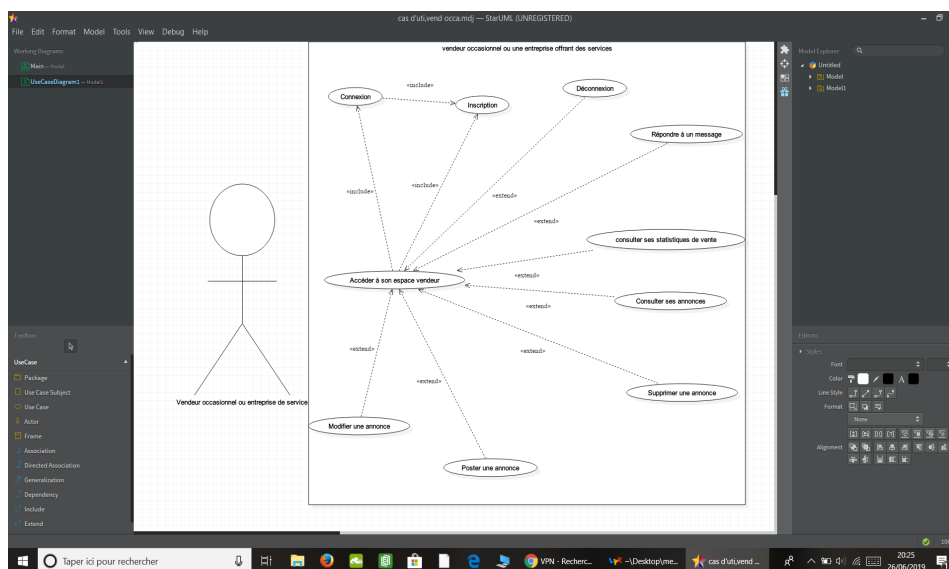 cas d'uti,vend occa.mdj — StarUML (UNREGISTERED)
File Edit Format Model Tools View Debug Help
Working Diagrams
Main — Model
UseCaseDiagram1 — Model1
Toolbox
UseCase
Package
Use Case Subject
Use Case
Actor
Frame
Association
Directed Association
Generalization
Dependency
Include
Extend
vendeur occasionnel ou une entreprise offrant des services
Connexion
«include»
Inscription
Déconnexion
Répondre à un message
«include»
«include»
«extend»
«extend»
consulter ses statistiques de vente
«extend»
Accéder à son espace vendeur
Consulter ses annonces
«extend»
«extend»
«extend»
«extend»
Supprimer une annonce
Vendeur occasionnel ou entreprise de service
Modifier une annonce
Poster une annonce
Model Explorer
Untitled
Model
Model1
Editors
Styles
Font
Color
A
Line Style
Format
None
Alignment
Taper ici pour rechercher
VPN - Recherc...
~\Desktop\me...
cas d'uti,vend ...
20:25
26/06/2019